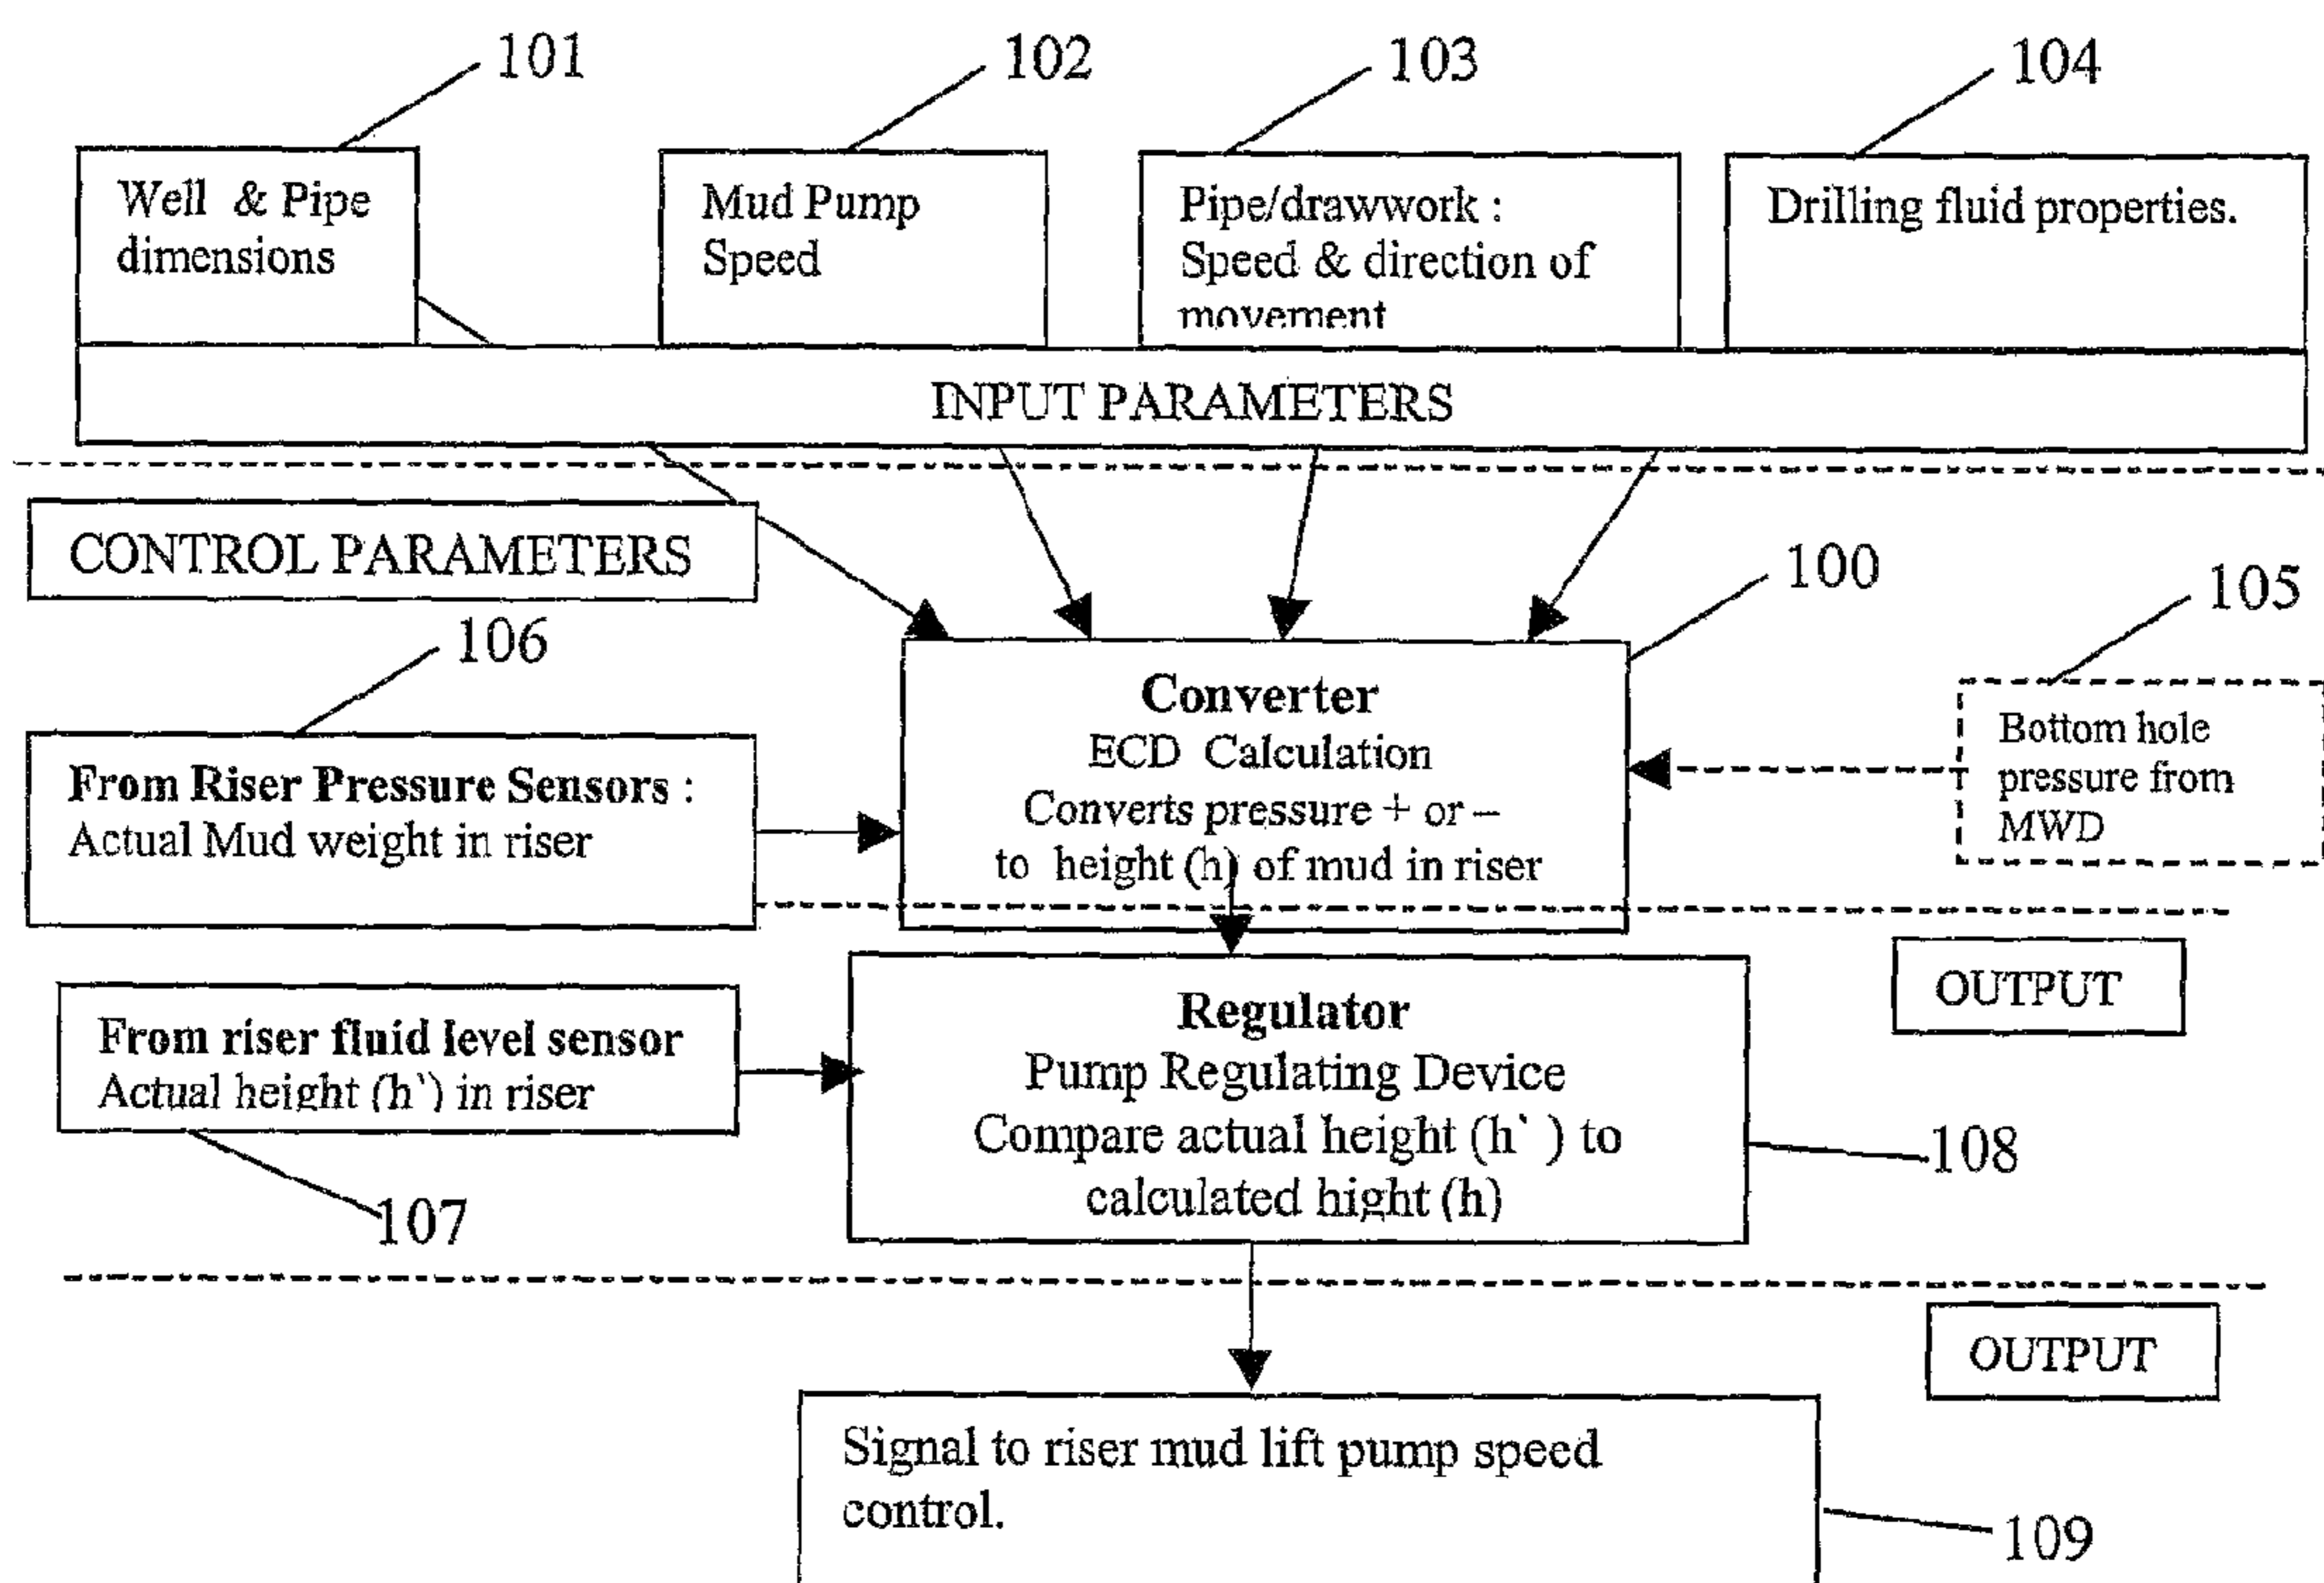 101
102
103
104
Well & Pipe
dimensions
Mud Pump
Speed
Pipe/drawwork :
Speed & direction of
movement
Drilling fluid properties.
INPUT PARAMETERS
CONTROL PARAMETERS
100
105
106
Converter
ECD Calculation
Converts pressure + or –
to height (h) of mud in riser
Bottom hole
pressure from
MWD
From Riser Pressure Sensors :
Actual Mud weight in riser
OUTPUT
From riser fluid level sensor
Actual height (h`) in riser
107
Regulator
Pump Regulating Device
Compare actual height (h` ) to
calculated hight (h)
108
OUTPUT
Signal to riser mud lift pump speed
control.
109